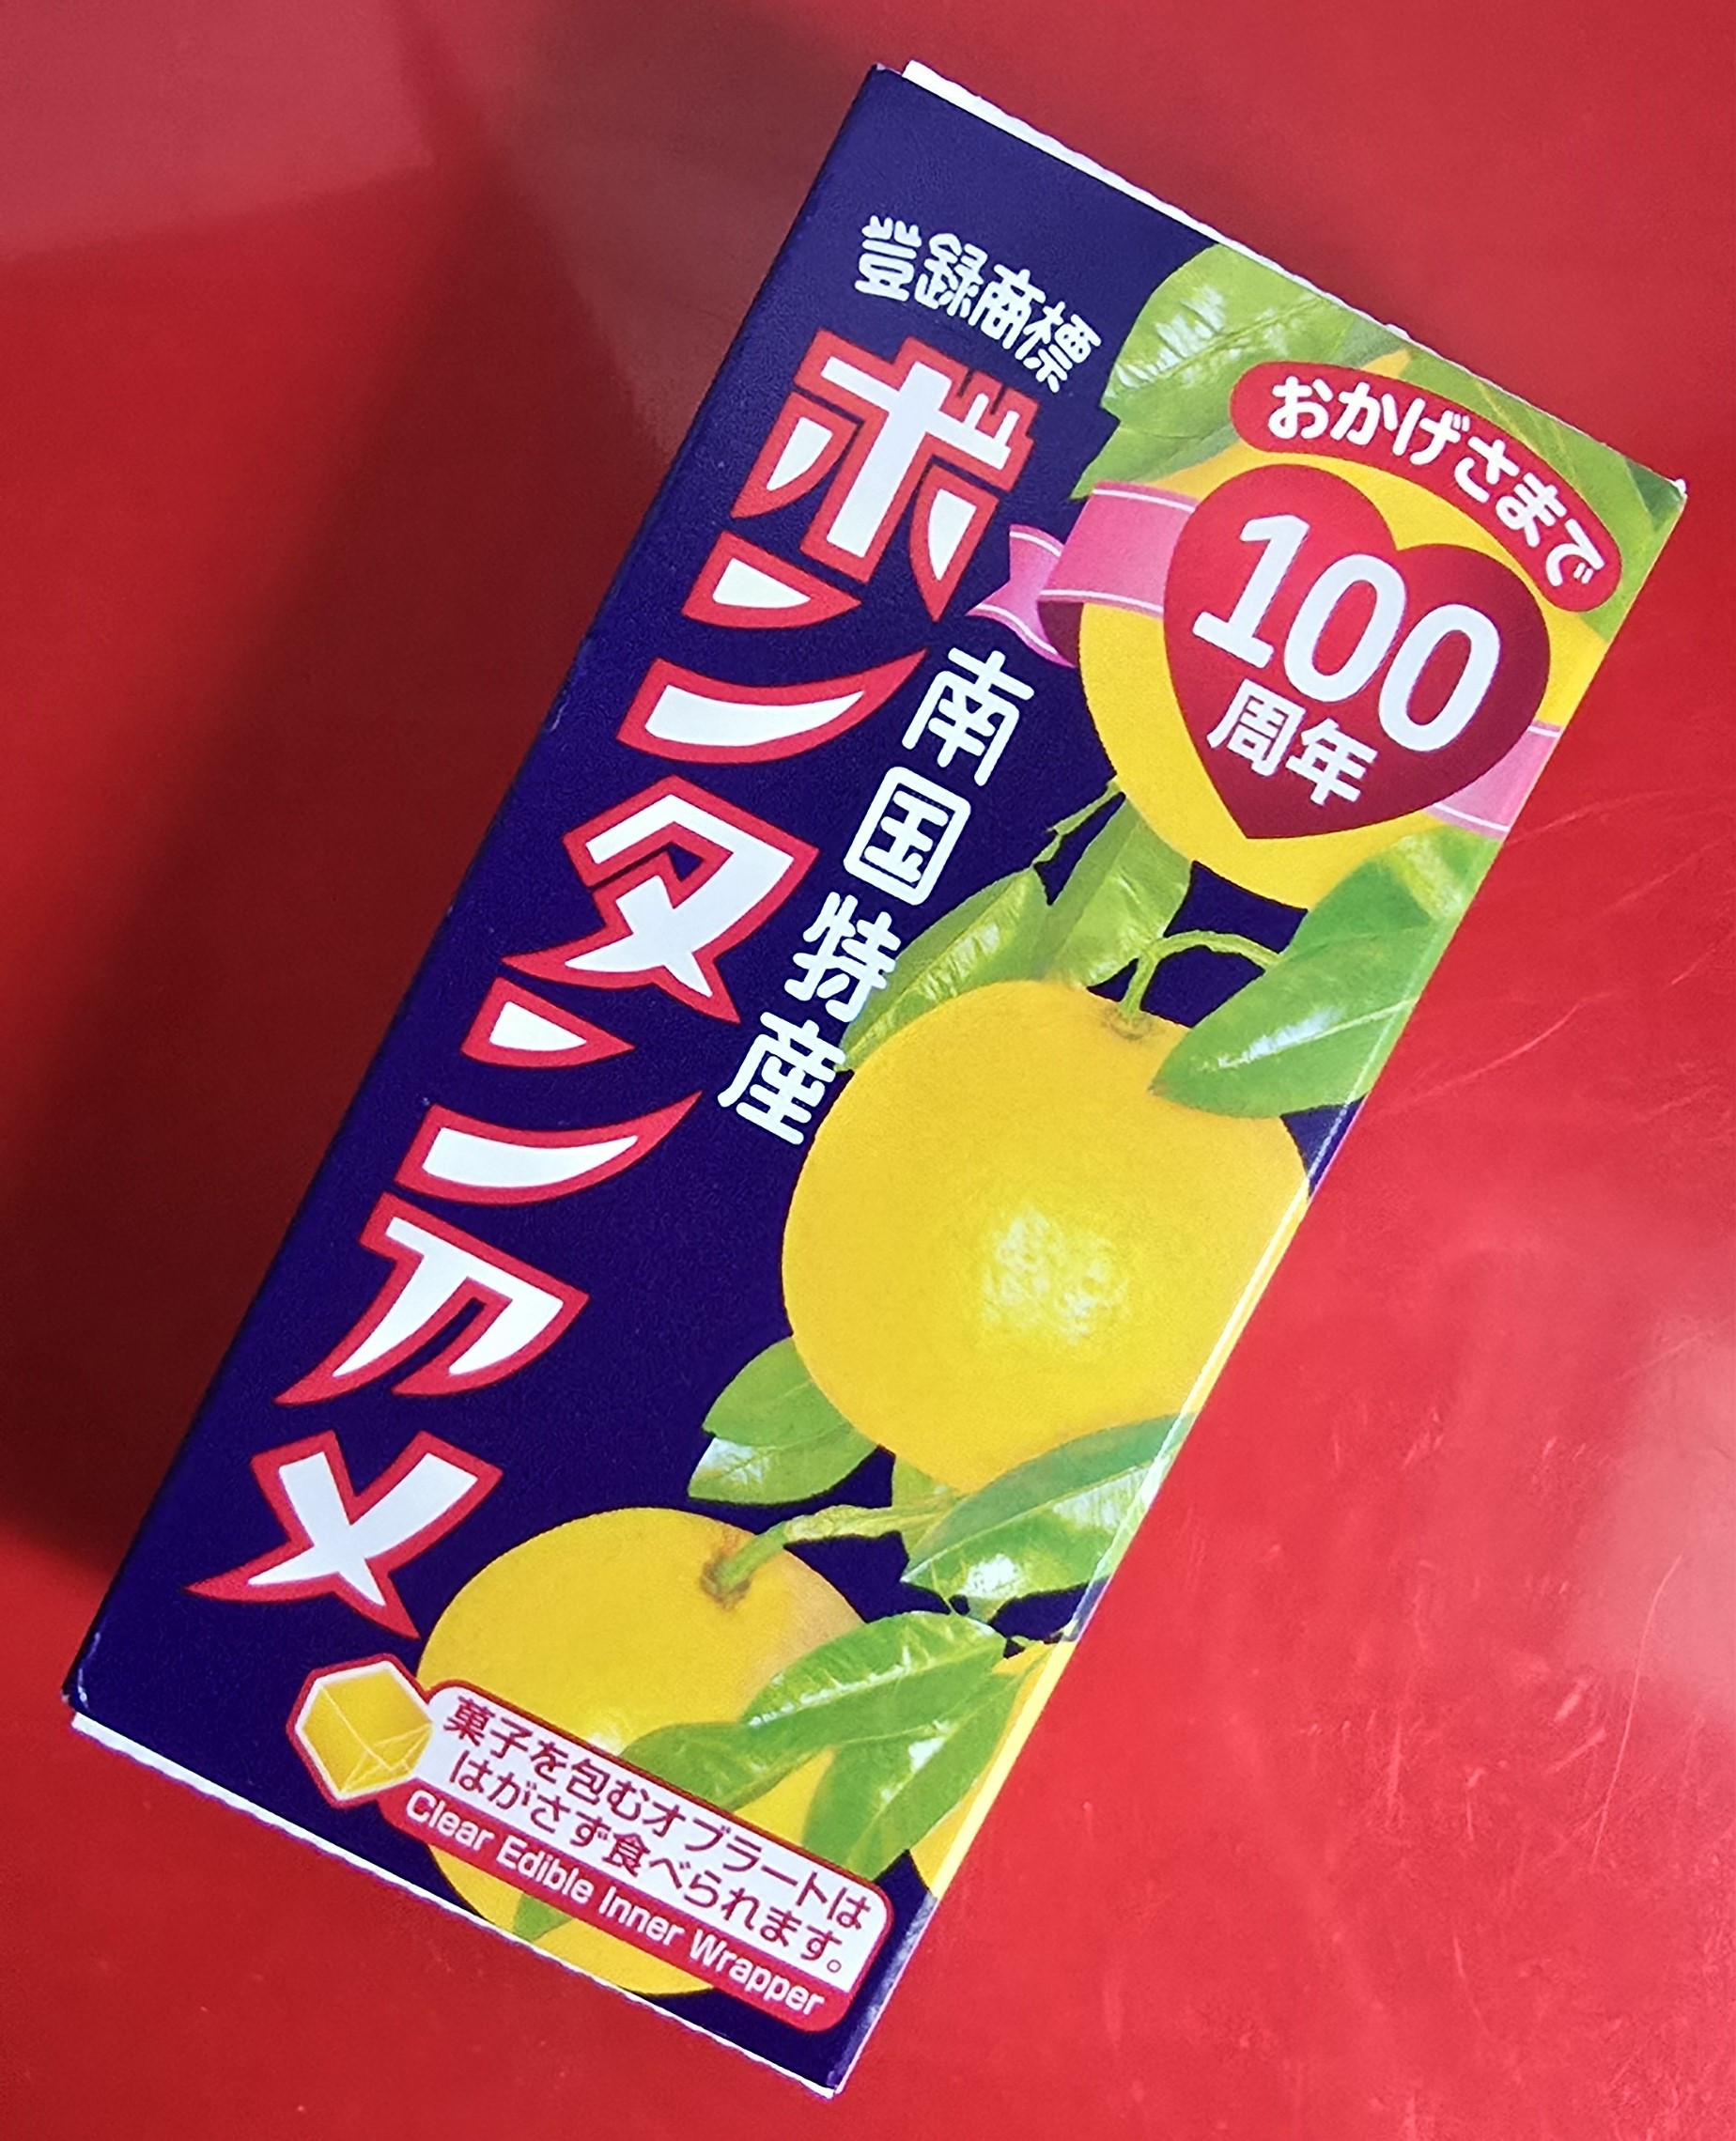 登録商標
ボンタンアメ
南国特産
おかげさまで
100
周年
菓子を包むオブラートは
はがさず食べられます。
Clear Edible Inner Wrapper